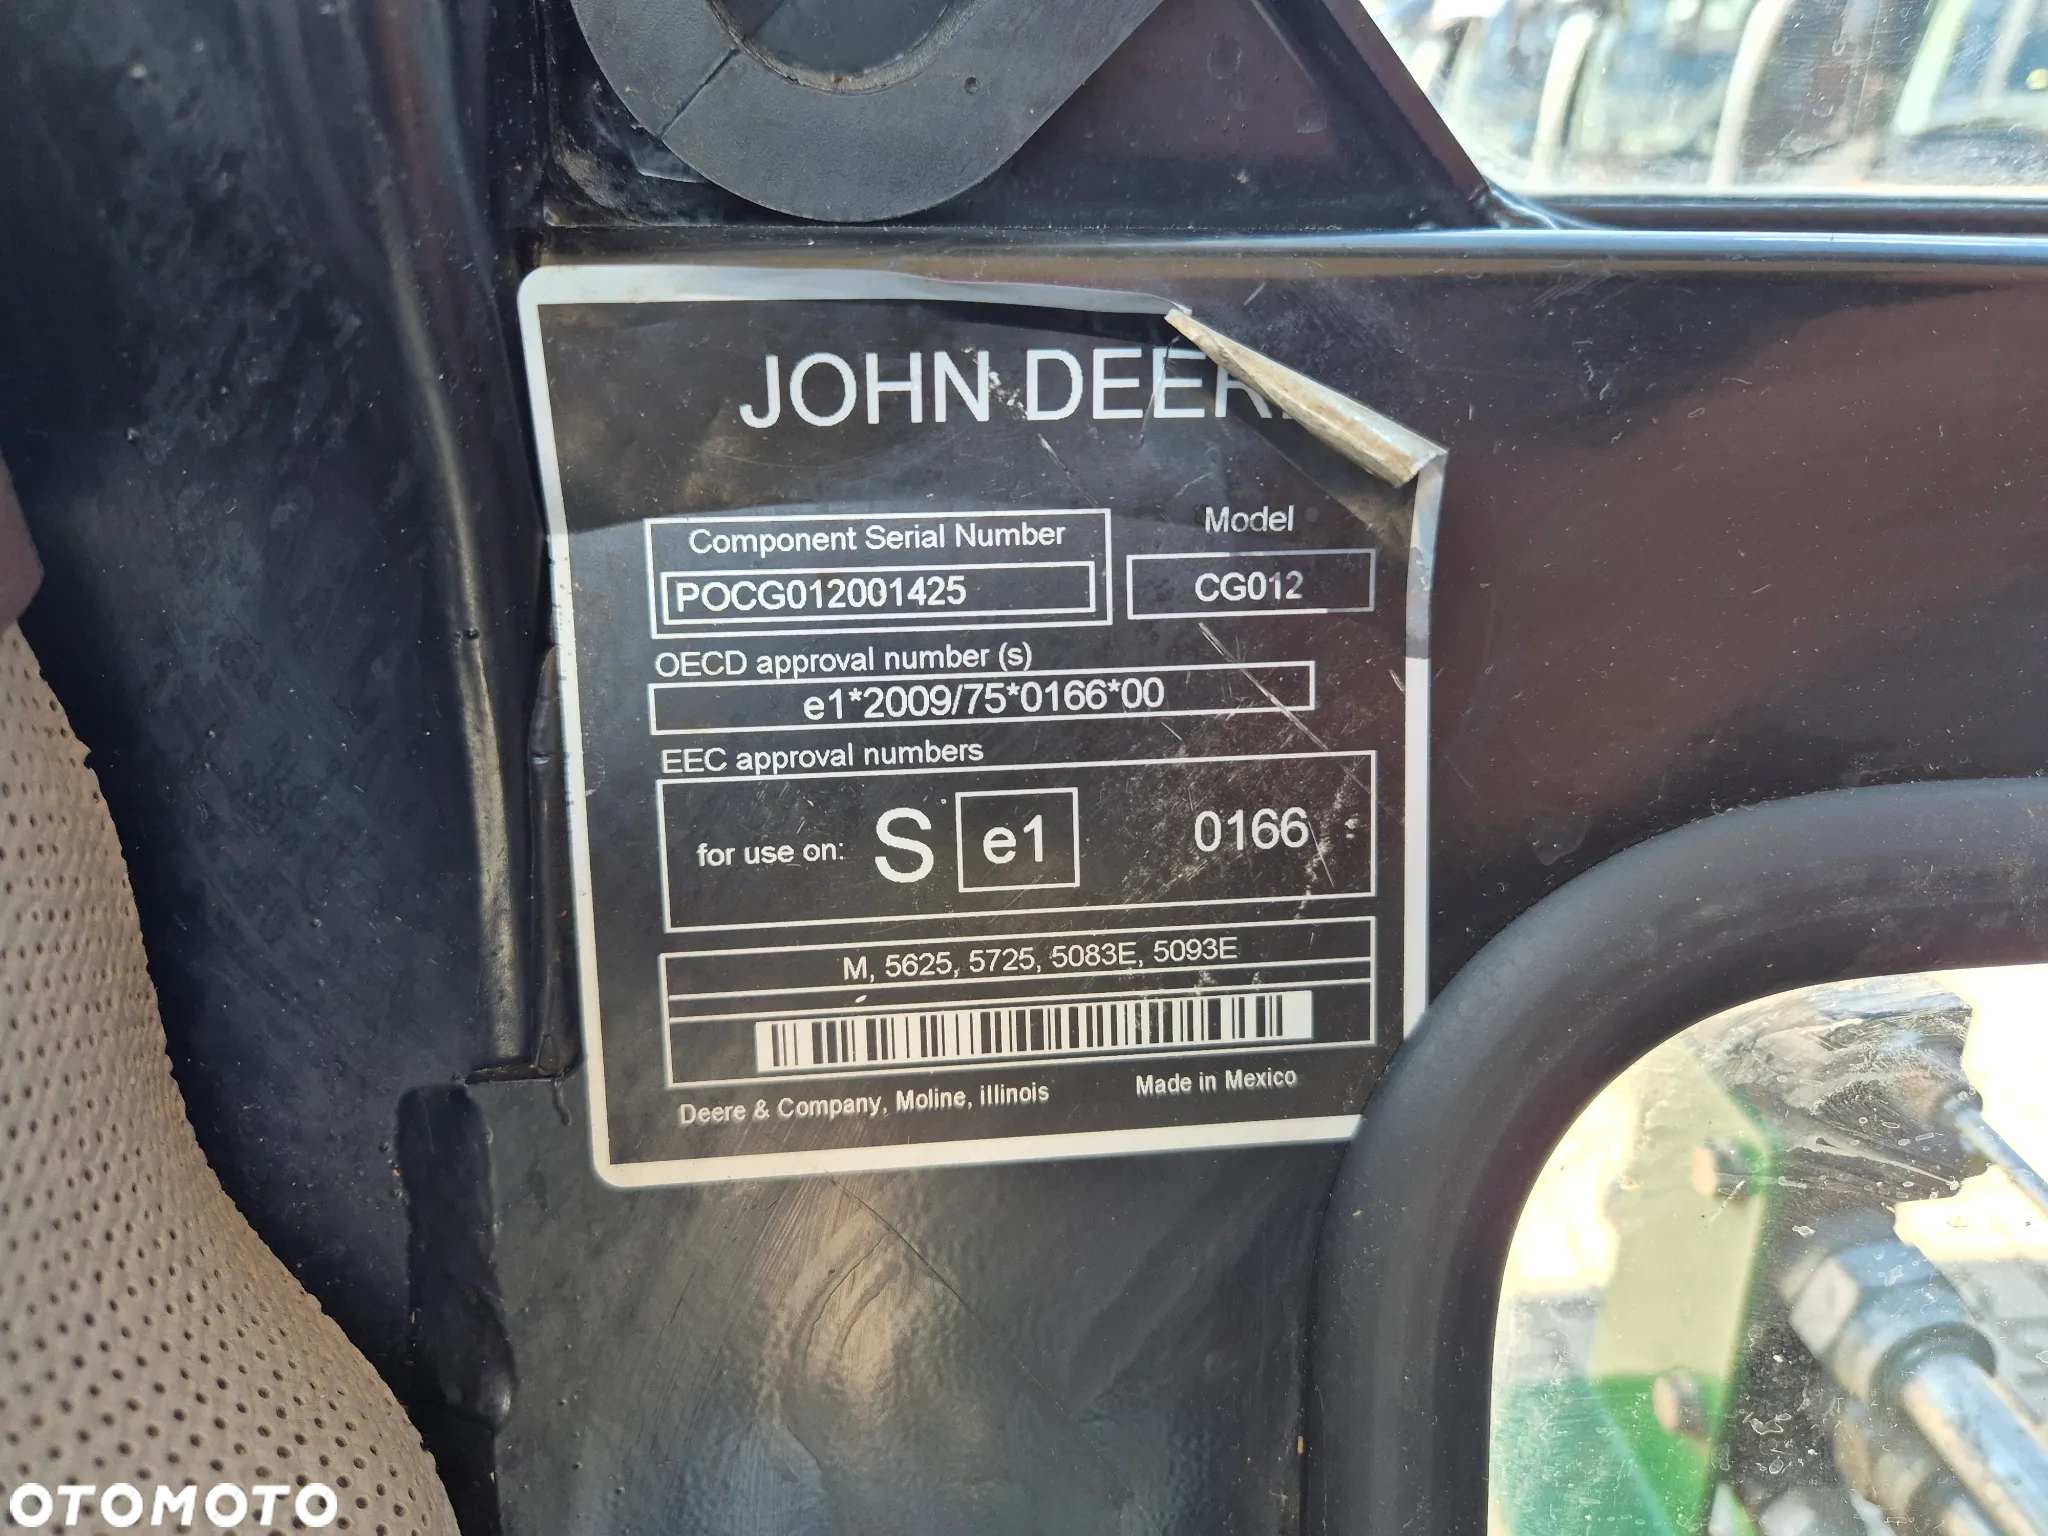 JOHN DEER
Component Serial Number
Model
POCG012001425
CG012
OECD approval number (s)
e1*2009/75*0166*00
EEC approval numbers
for use on: S e1 0166
M, 5625, 5725, 5083E, 5093E
Deere & Company, Moline, illinois
Made in Mexico
OTOMOTO